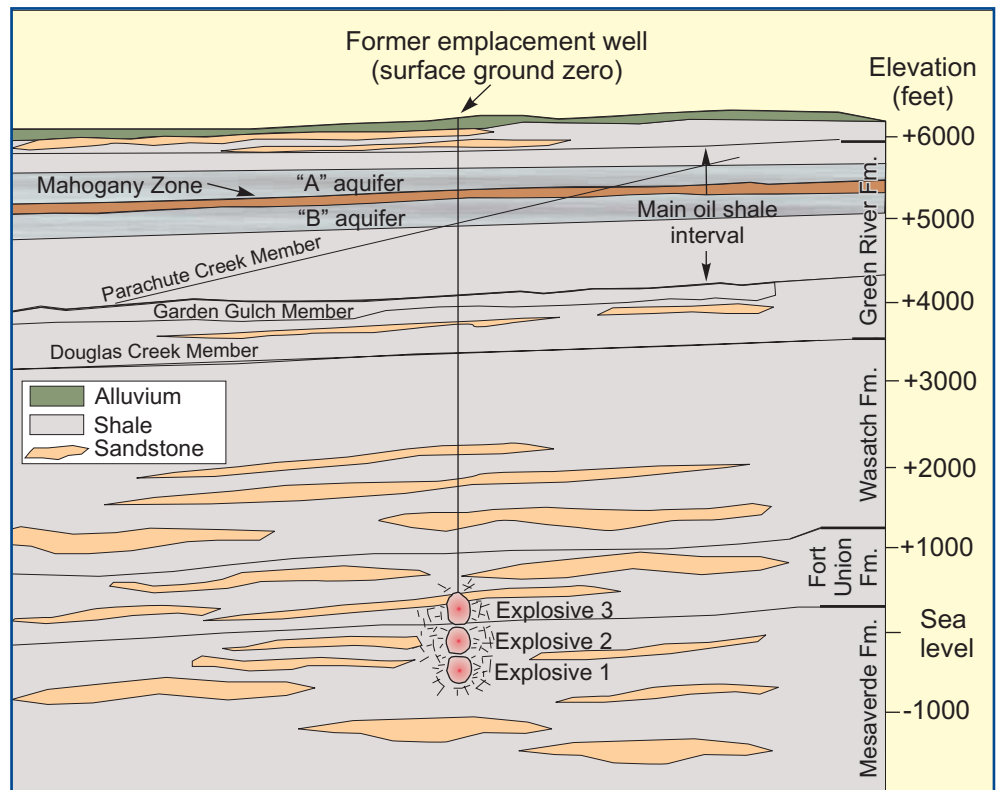 Former emplacement well
(surface ground zero)
Elevation
(feet)
+6000
Mahogany Zone
"A" aquifer
"B" aquifer
Main oil shale
interval
+5000
Green River Fm.
Parachute Creek Member
Garden Gulch Member
+4000
Douglas Creek Member
Alluvium
Shale
Sandstone
+3000
Wasatch Fm.
+2000
+1000
Fort
Union
Fm.
Explosive 3
Explosive 2
Explosive 1
Sea
level
Mesaverde Fm.
-1000